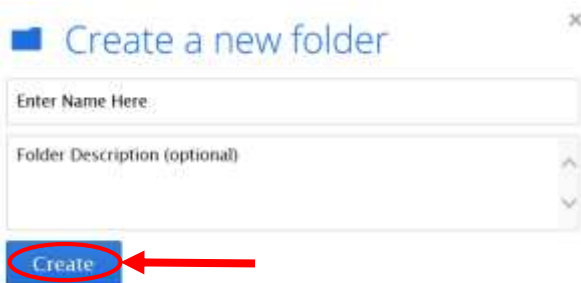 Create a new folder
Enter Name Here
Folder Description (optional)
Create